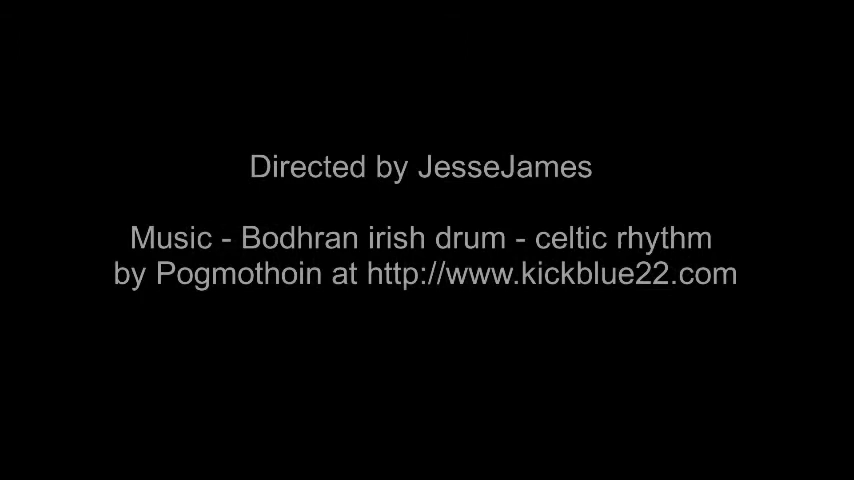 Directed by JesseJames
Music - Bodhran irish drum - celtic rhythm
by Pogmothoin at http://www.kickblue22.com